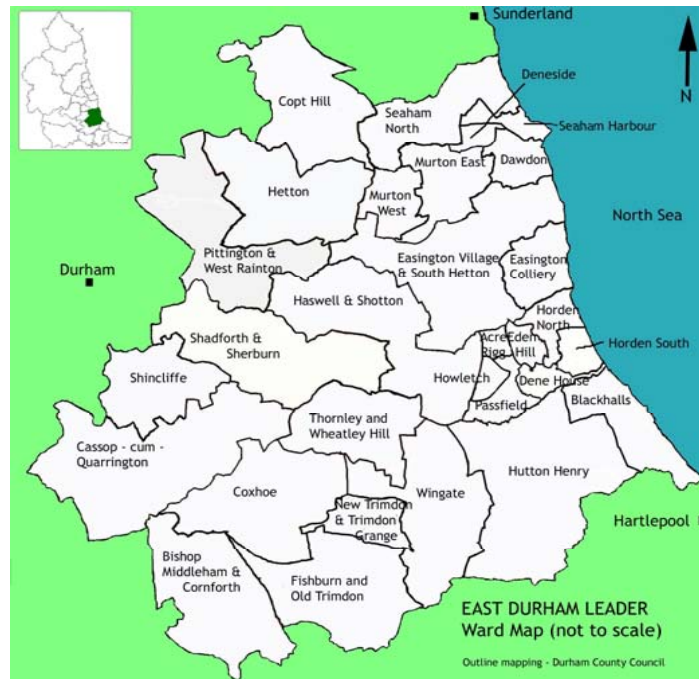 Sunderland
Deneside
Copt Hill
Seaham
North
Seaham Harbour
N
Murton East
Dawdon
Hetton
Murton
West
North Sea
Pittington &
West Rainton
Easington Village
& South Hetton
Easington
Colliery
Durham
Haswell & Shotton
Horden
North
Shadforth &
Sherburn
Acre
Rigg
Eden
Hill
Horden South
Shincliffe
Howletch
Dene House
Passfield
Blackhalls
Thornley and
Wheatley Hill
Cassop - cum -
Quarrington
Coxhoe
Wingate
Hutton Henry
New Trimdon
& Trimdon
Grange
Hartlepool
Bishop
Middleham &
Cornforth
Fishburn and
Old Trimdon
EAST DURHAM LEADER
Ward Map (not to scale)
Outline mapping - Durham County Council